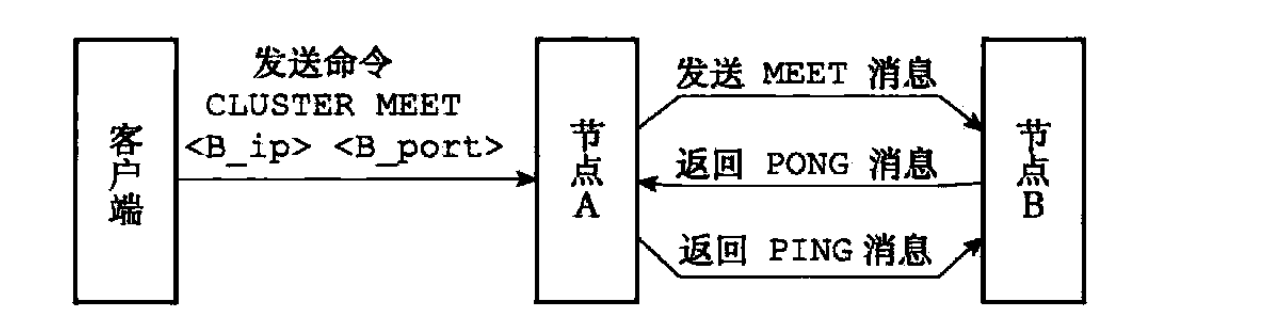 发送命令
CLUSTER MEET
<B_ip> <B_port>
客户端
节点A
发送 MEET 消息
返回 PONG 消息
返回 PING 消息
节点B